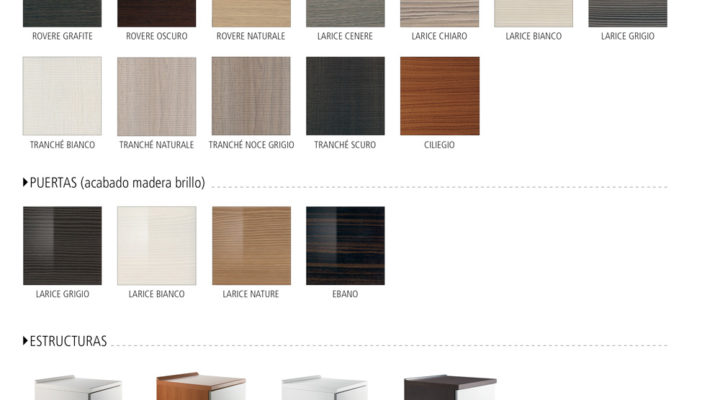 ROVERE GRAFITE ROVERE OSCURO ROVERE NATURALE LARICE CENERE LARICE CHIARO LARICE BIANCO LARICE GRIGIO
TRANCHÉ BIANCO TRANCHÉ NATURALE TRANCHÉ NOCE GRIGIO TRANCHÉ SCURO CILIEGIO
PUERTAS (acabado madera brillo)
LARICE GRIGIO LARICE BIANCO LARICE NATURE EBANO
ESTRUCTURAS